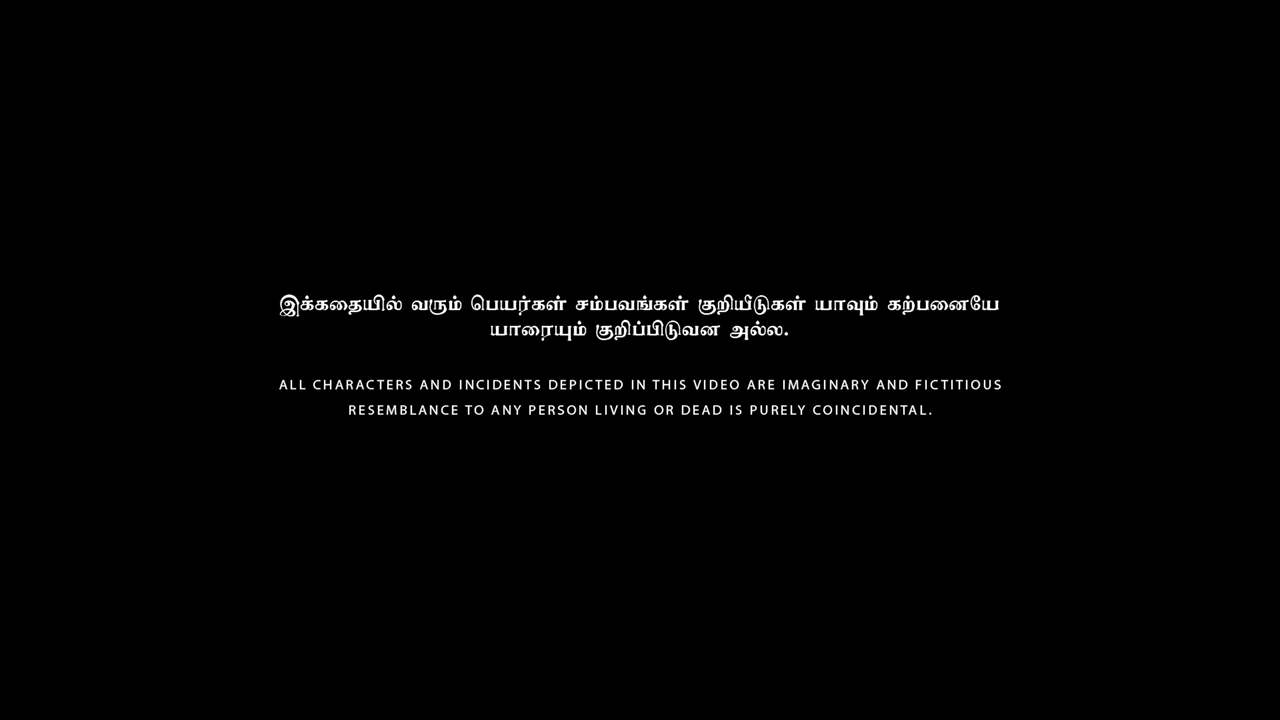 இக்கதையில் வரும் பெயர்கள் சம்பவங்கள் குறியீடுகள் யாவும் கற்பனையே
யாரையும் குறிப்பிடுவன அல்ல.
ALL CHARACTERS AND INCIDENTS DEPICTED IN THIS VIDEO ARE IMAGINARY AND FICTITIOUS
RESEMBLANCE TO ANY PERSON LIVING OR DEAD IS PURELY COINCIDENTAL.